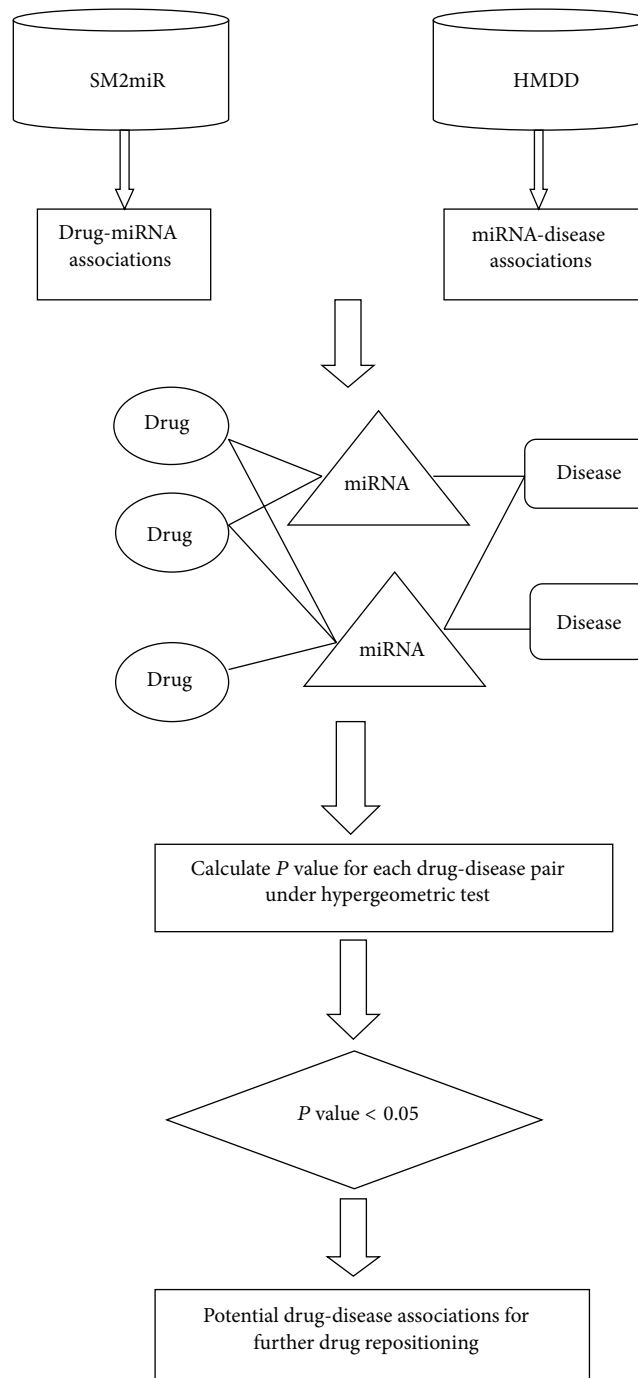 SM2miR
HMDD
Drug-miRNA
associations
miRNA-disease
associations
Drug
miRNA
Disease
Drug
Disease
miRNA
Drug
Calculate P value for each drug-disease pair
under hypergeometric test
P value < 0.05
Potential drug-disease associations for
further drug repositioning